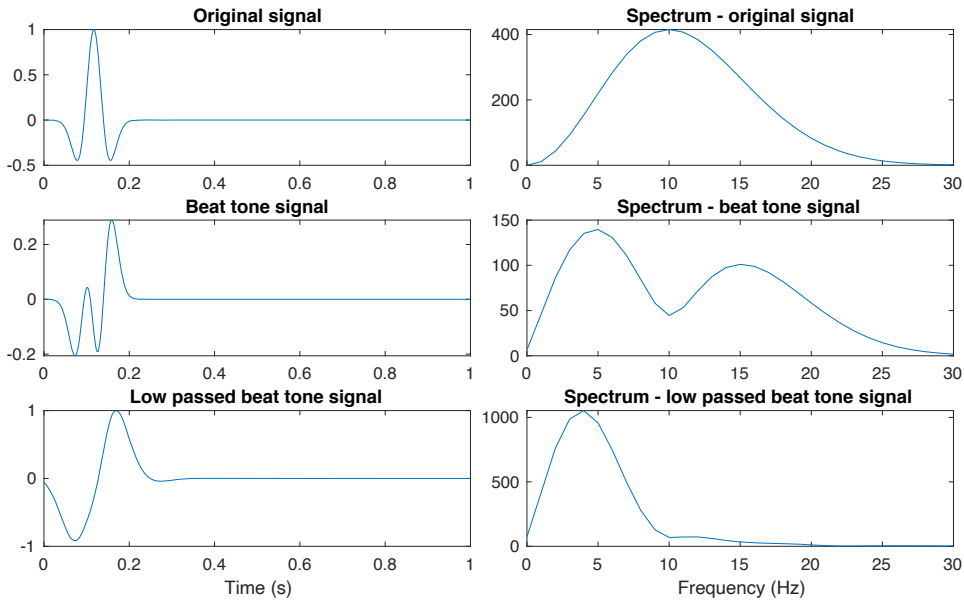 Original signal
1
0.5
0
-0.5
0 0.2 0.4 0.6 0.8 1
Spectrum - original signal
400
200
0
0 5 10 15 20 25 30
Beat tone signal
0.2
0
-0.2
0 0.2 0.4 0.6 0.8 1
Spectrum - beat tone signal
150
100
50
0
0 5 10 15 20 25 30
Low passed beat tone signal
1
0
-1
0 0.2 0.4 0.6 0.8 1
Time (s)
Spectrum - low passed beat tone signal
1000
500
0
0 5 10 15 20 25 30
Frequency (Hz)